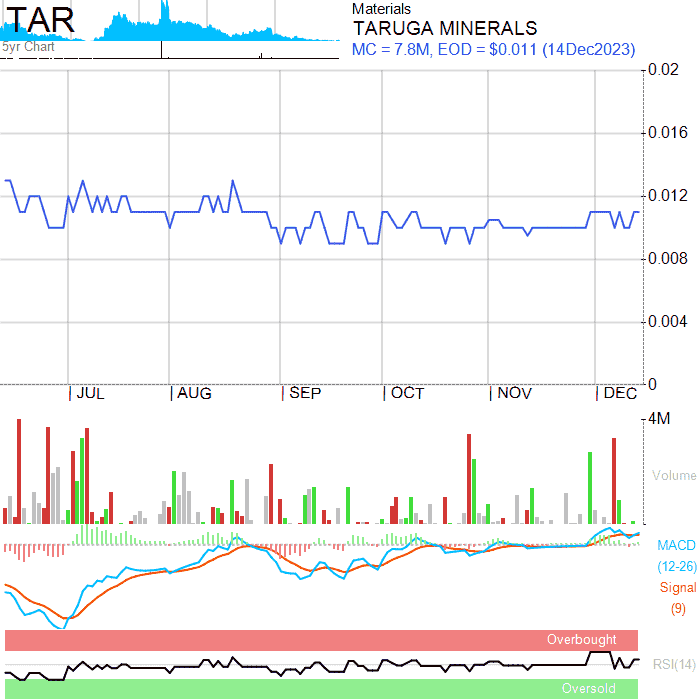 TAR
5yr Chart
Materials
TARUGA MINERALS
MC = 7.8M, EOD = $0.011 (14Dec2023)
0.02
0.016
0.012
0.008
0.004
0
JUL AUG SEP OCT NOV DEC
4M
Volume
MACD
(12-26)
Signal
(9)
Overbought
RSI(14)
Oversold